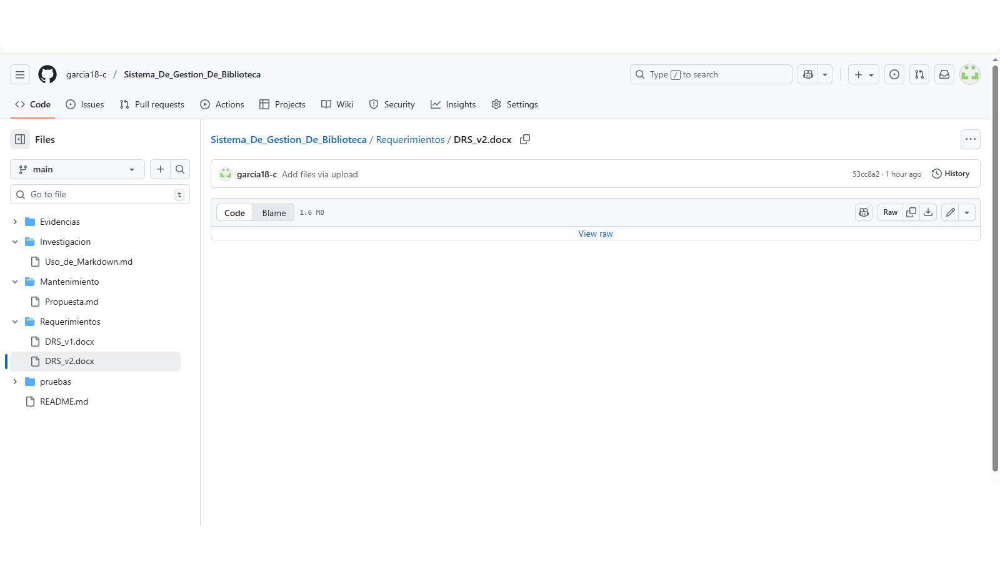 garcia18-c / Sistema_De_Gestion_De_Biblioteca
Type / to search
Code Issues Pull requests Actions Projects Wiki Security Insights Settings
Files
main
Go to file t
Evidencias
Investigacion
Uso_de_Markdown.md
Mantenimiento
Propuesta.md
Requerimientos
DRS_v1.docx
DRS_v2.docx
pruebas
README.md
Sistema_De_Gestion_De_Biblioteca / Requerimientos / DRS_v2.docx
garcia18-c Add files via upload 53cc8a2 · 1 hour ago History
Code Blame 1.6 MB Raw
View raw